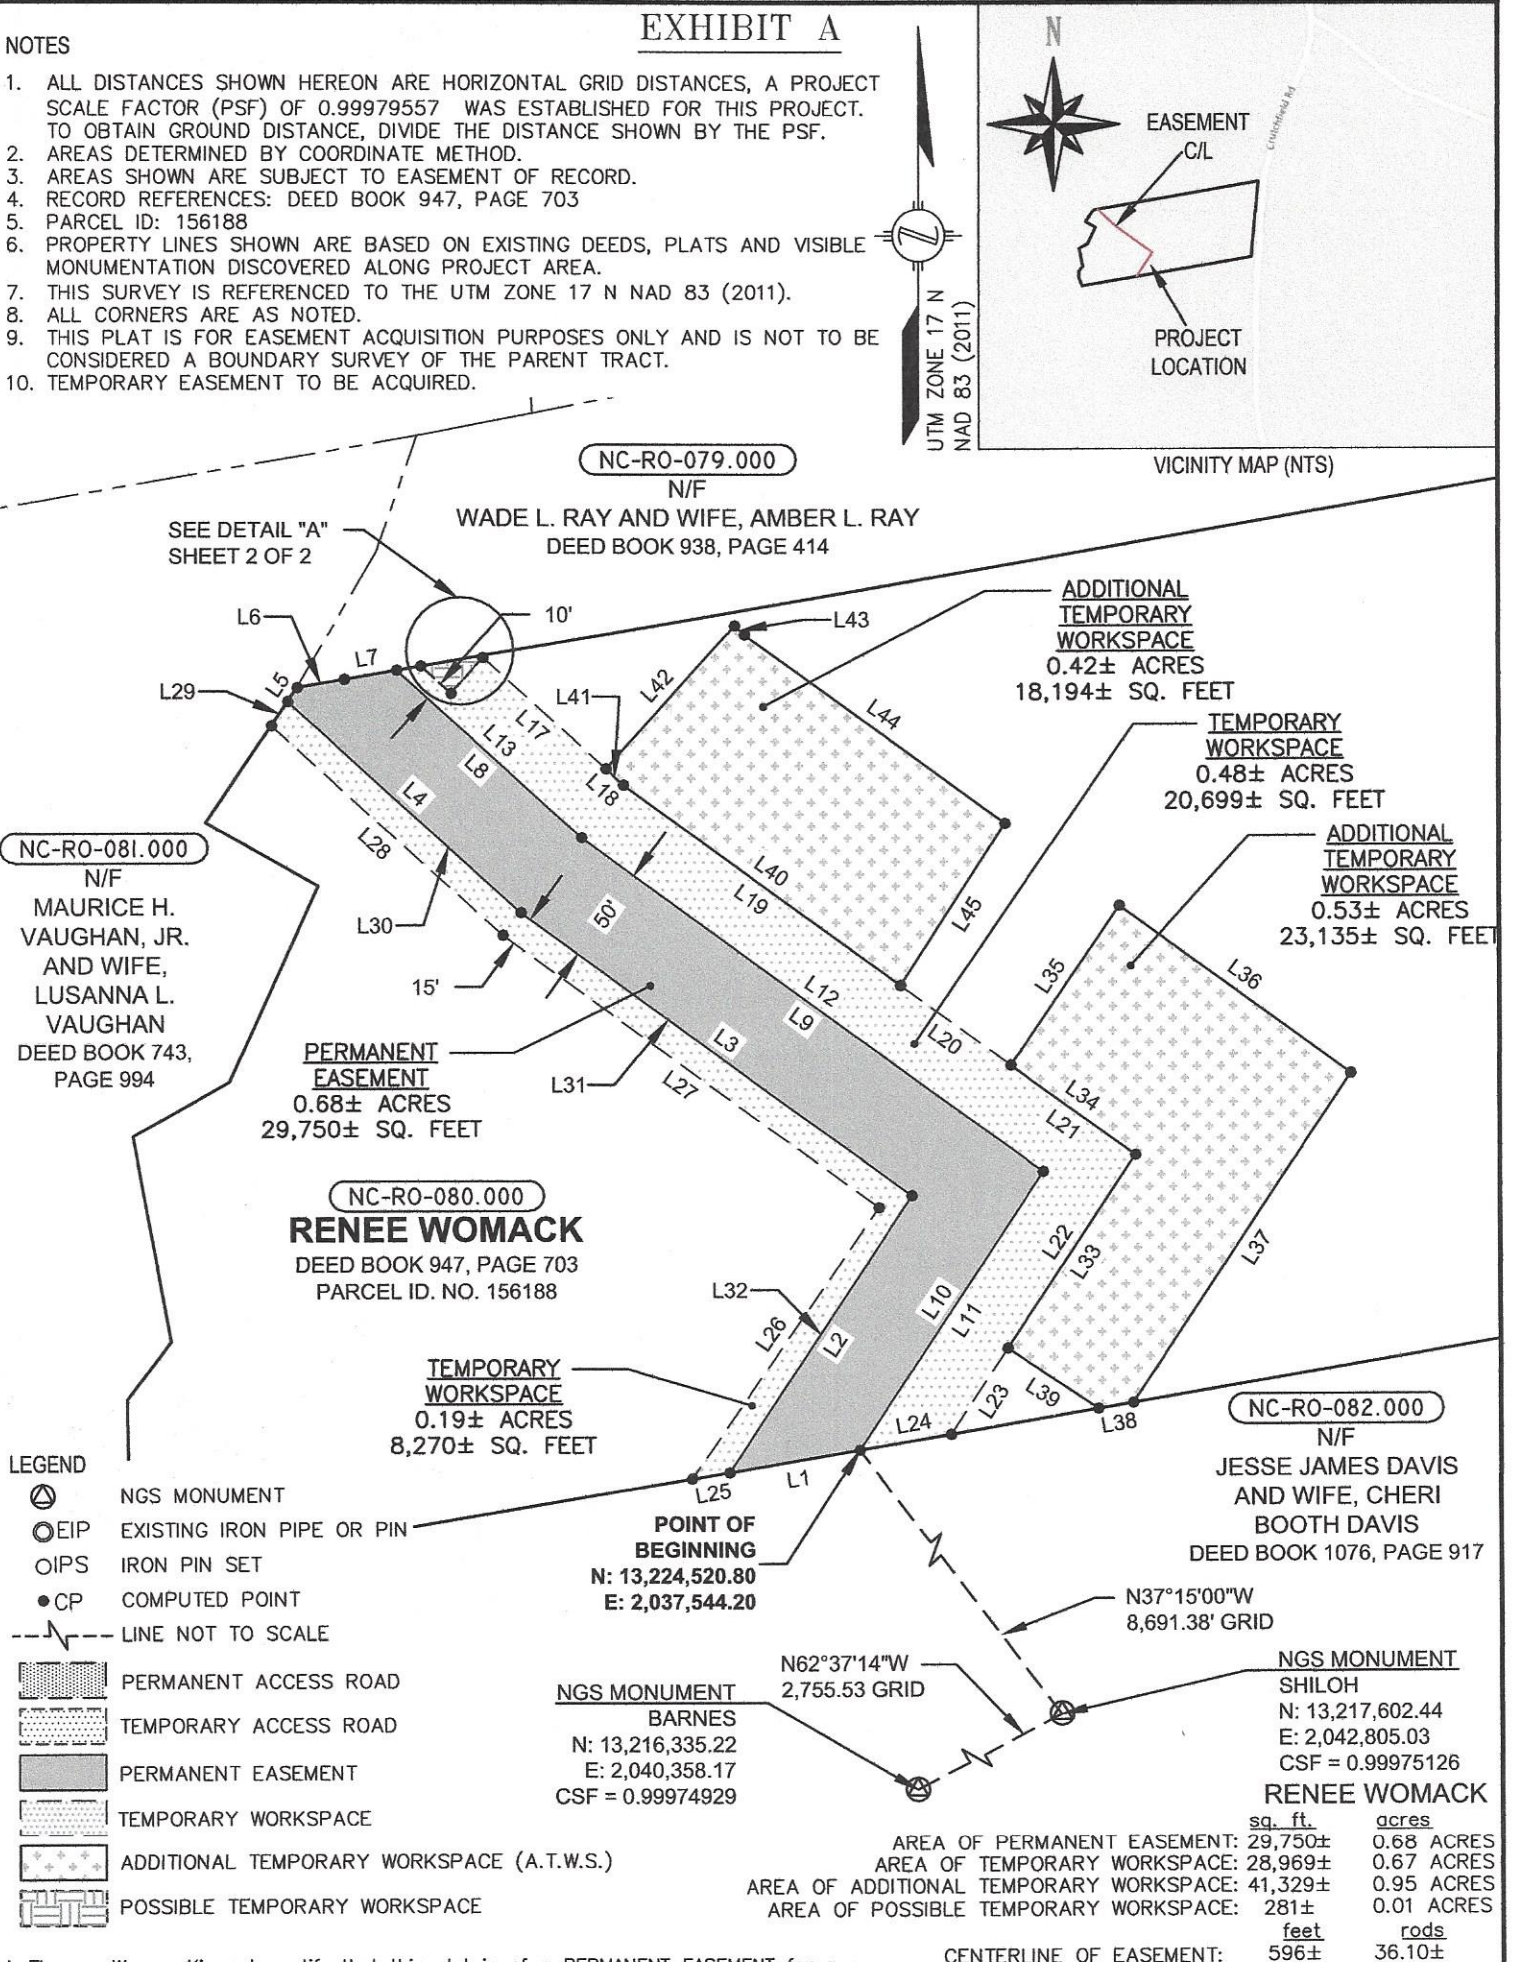 EXHIBIT A
NOTES
1. ALL DISTANCES SHOWN HEREON ARE HORIZONTAL GRID DISTANCES, A PROJECT
SCALE FACTOR (PSF) OF 0.99979557 WAS ESTABLISHED FOR THIS PROJECT.
TO OBTAIN GROUND DISTANCE, DIVIDE THE DISTANCE SHOWN BY THE PSF.
2. AREAS DETERMINED BY COORDINATE METHOD.
3. AREAS SHOWN ARE SUBJECT TO EASEMENT OF RECORD.
4. RECORD REFERENCES: DEED BOOK 947, PAGE 703
5. PARCEL ID: 156188
6. PROPERTY LINES SHOWN ARE BASED ON EXISTING DEEDS, PLATS AND VISIBLE
MONUMENTATION DISCOVERED ALONG PROJECT AREA.
7. THIS SURVEY IS REFERENCED TO THE UTM ZONE 17 N NAD 83 (2011).
8. ALL CORNERS ARE AS NOTED.
9. THIS PLAT IS FOR EASEMENT ACQUISITION PURPOSES ONLY AND IS NOT TO BE
CONSIDERED A BOUNDARY SURVEY OF THE PARENT TRACT.
10. TEMPORARY EASEMENT TO BE ACQUIRED.
N
UTM ZONE 17 N
NAD 83 (2011)
N
Crutchfield Rd
EASEMENT
C/L
PROJECT
LOCATION
VICINITY MAP (NTS)
NC-RO-079.000
N/F
WADE L. RAY AND WIFE, AMBER L. RAY
DEED BOOK 938, PAGE 414
SEE DETAIL "A"
SHEET 2 OF 2
10'
L6
L7
L5
L29
L43
L42
L41
L17
L13
L8
L18
L44
L4
L28
L30
L40
L19
L45
50'
15'
L12
L9
L20
L3
L31
L27
L35
L36
L34
L21
L22
L33
L37
L10
L11
L32
L26
L2
L23
L39
L38
L24
L1
L25
ADDITIONAL
TEMPORARY
WORKSPACE
0.42± ACRES
18,194± SQ. FEET
TEMPORARY
WORKSPACE
0.48± ACRES
20,699± SQ. FEET
ADDITIONAL
TEMPORARY
WORKSPACE
0.53± ACRES
23,135± SQ. FEET
NC-RO-081.000
N/F
MAURICE H.
VAUGHAN, JR.
AND WIFE,
LUSANNA L.
VAUGHAN
DEED BOOK 743,
PAGE 994
PERMANENT
EASEMENT
0.68± ACRES
29,750± SQ. FEET
NC-RO-080.000
RENEE WOMACK
DEED BOOK 947, PAGE 703
PARCEL ID. NO. 156188
TEMPORARY
WORKSPACE
0.19± ACRES
8,270± SQ. FEET
NC-RO-082.000
N/F
JESSE JAMES DAVIS
AND WIFE, CHERI
BOOTH DAVIS
DEED BOOK 1076, PAGE 917
POINT OF
BEGINNING
N: 13,224,520.80
E: 2,037,544.20
N37°15'00"W
8,691.38' GRID
N62°37'14"W
2,755.53 GRID
NGS MONUMENT
BARNES
N: 13,216,335.22
E: 2,040,358.17
CSF = 0.99974929
NGS MONUMENT
SHILOH
N: 13,217,602.44
E: 2,042,805.03
CSF = 0.99975126
LEGEND
NGS MONUMENT
EIP EXISTING IRON PIPE OR PIN
IPS IRON PIN SET
CP COMPUTED POINT
LINE NOT TO SCALE
PERMANENT ACCESS ROAD
TEMPORARY ACCESS ROAD
PERMANENT EASEMENT
TEMPORARY WORKSPACE
ADDITIONAL TEMPORARY WORKSPACE (A.T.W.S.)
POSSIBLE TEMPORARY WORKSPACE
RENEE WOMACK
sq. ft. acres
AREA OF PERMANENT EASEMENT: 29,750± 0.68 ACRES
AREA OF TEMPORARY WORKSPACE: 28,969± 0.67 ACRES
AREA OF ADDITIONAL TEMPORARY WORKSPACE: 41,329± 0.95 ACRES
AREA OF POSSIBLE TEMPORARY WORKSPACE: 281± 0.01 ACRES
feet rods
CENTERLINE OF EASEMENT: 596± 36.10±